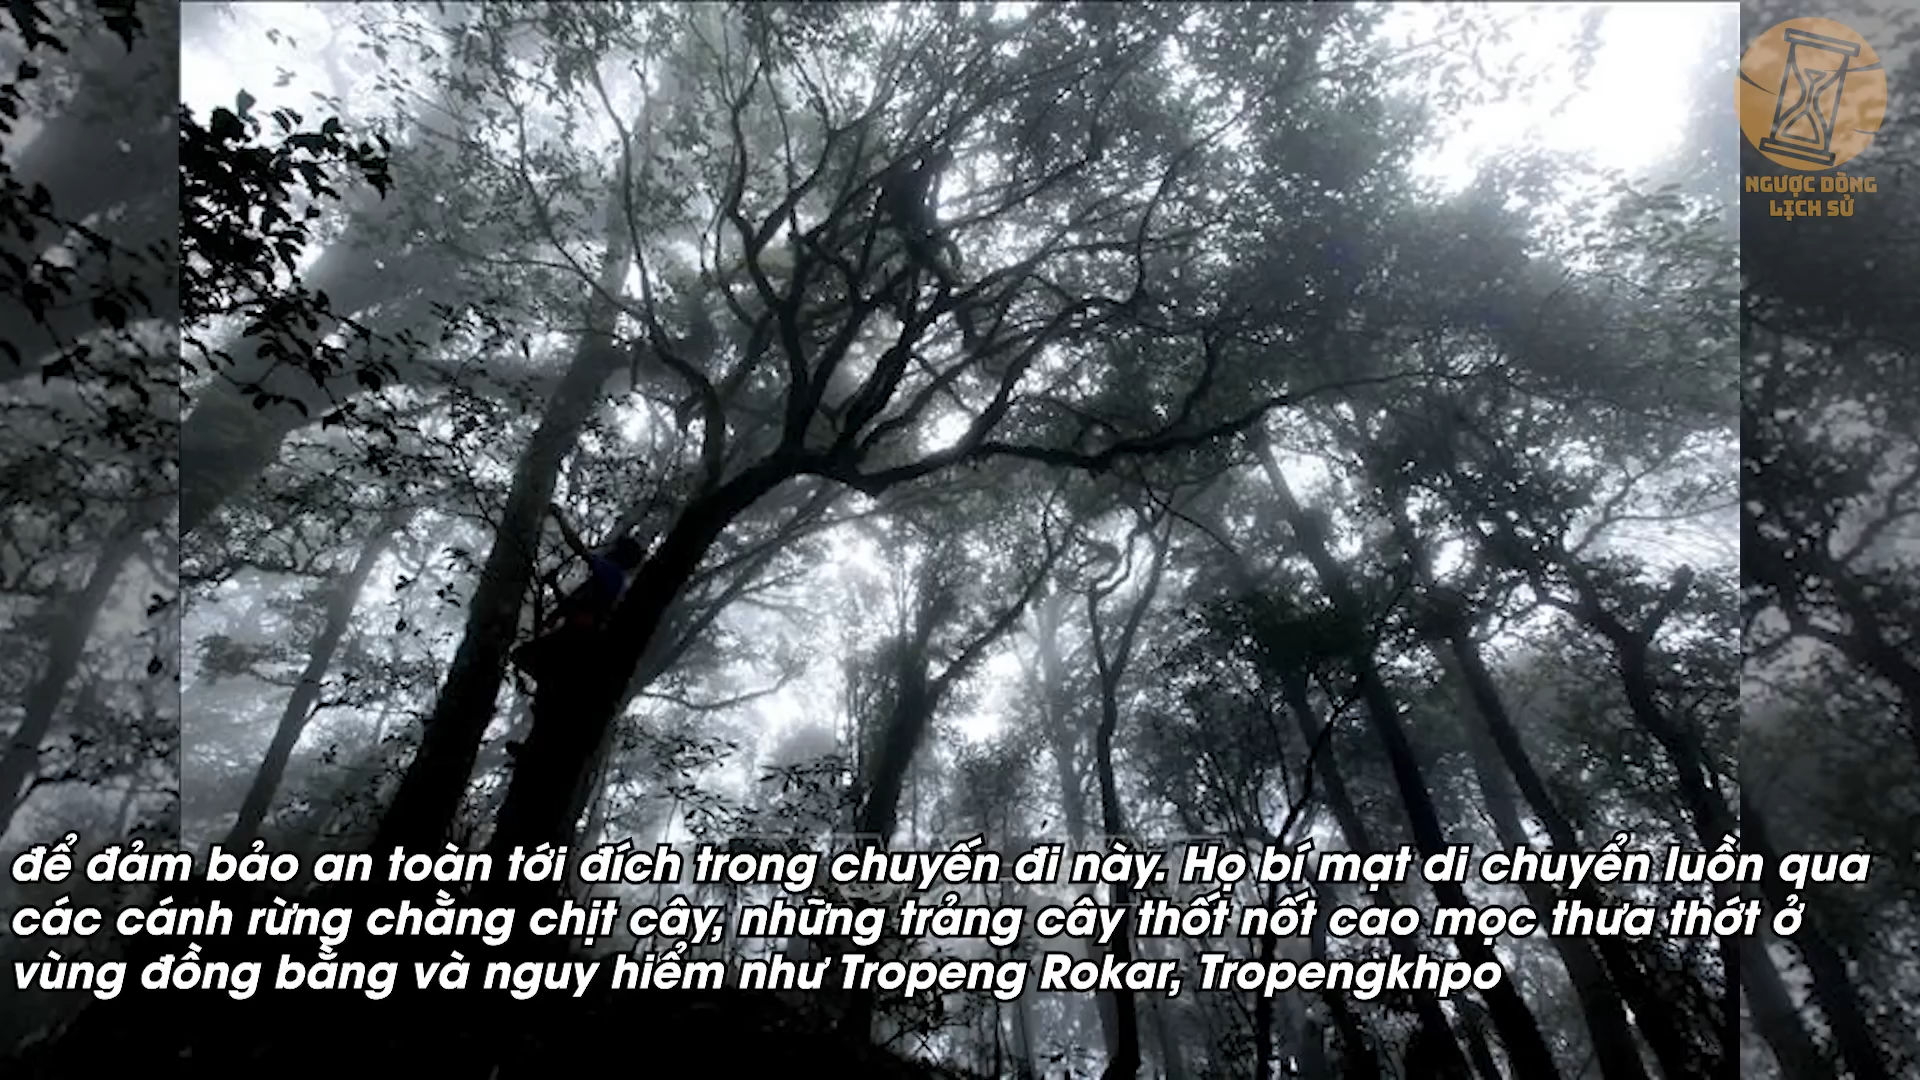 NGƯỢC DÒNG
LỊCH SỬ
để đảm bảo an toàn tới đích trong chuyến đi này. Họ bí mạt di chuyển luồn qua
các cánh rừng chằng chịt cây, những trảng cây thốt nốt cao mọc thưa thớt ở
vùng đồng bằng và nguy hiểm như Tropeng Rokar, Tropengkhpo